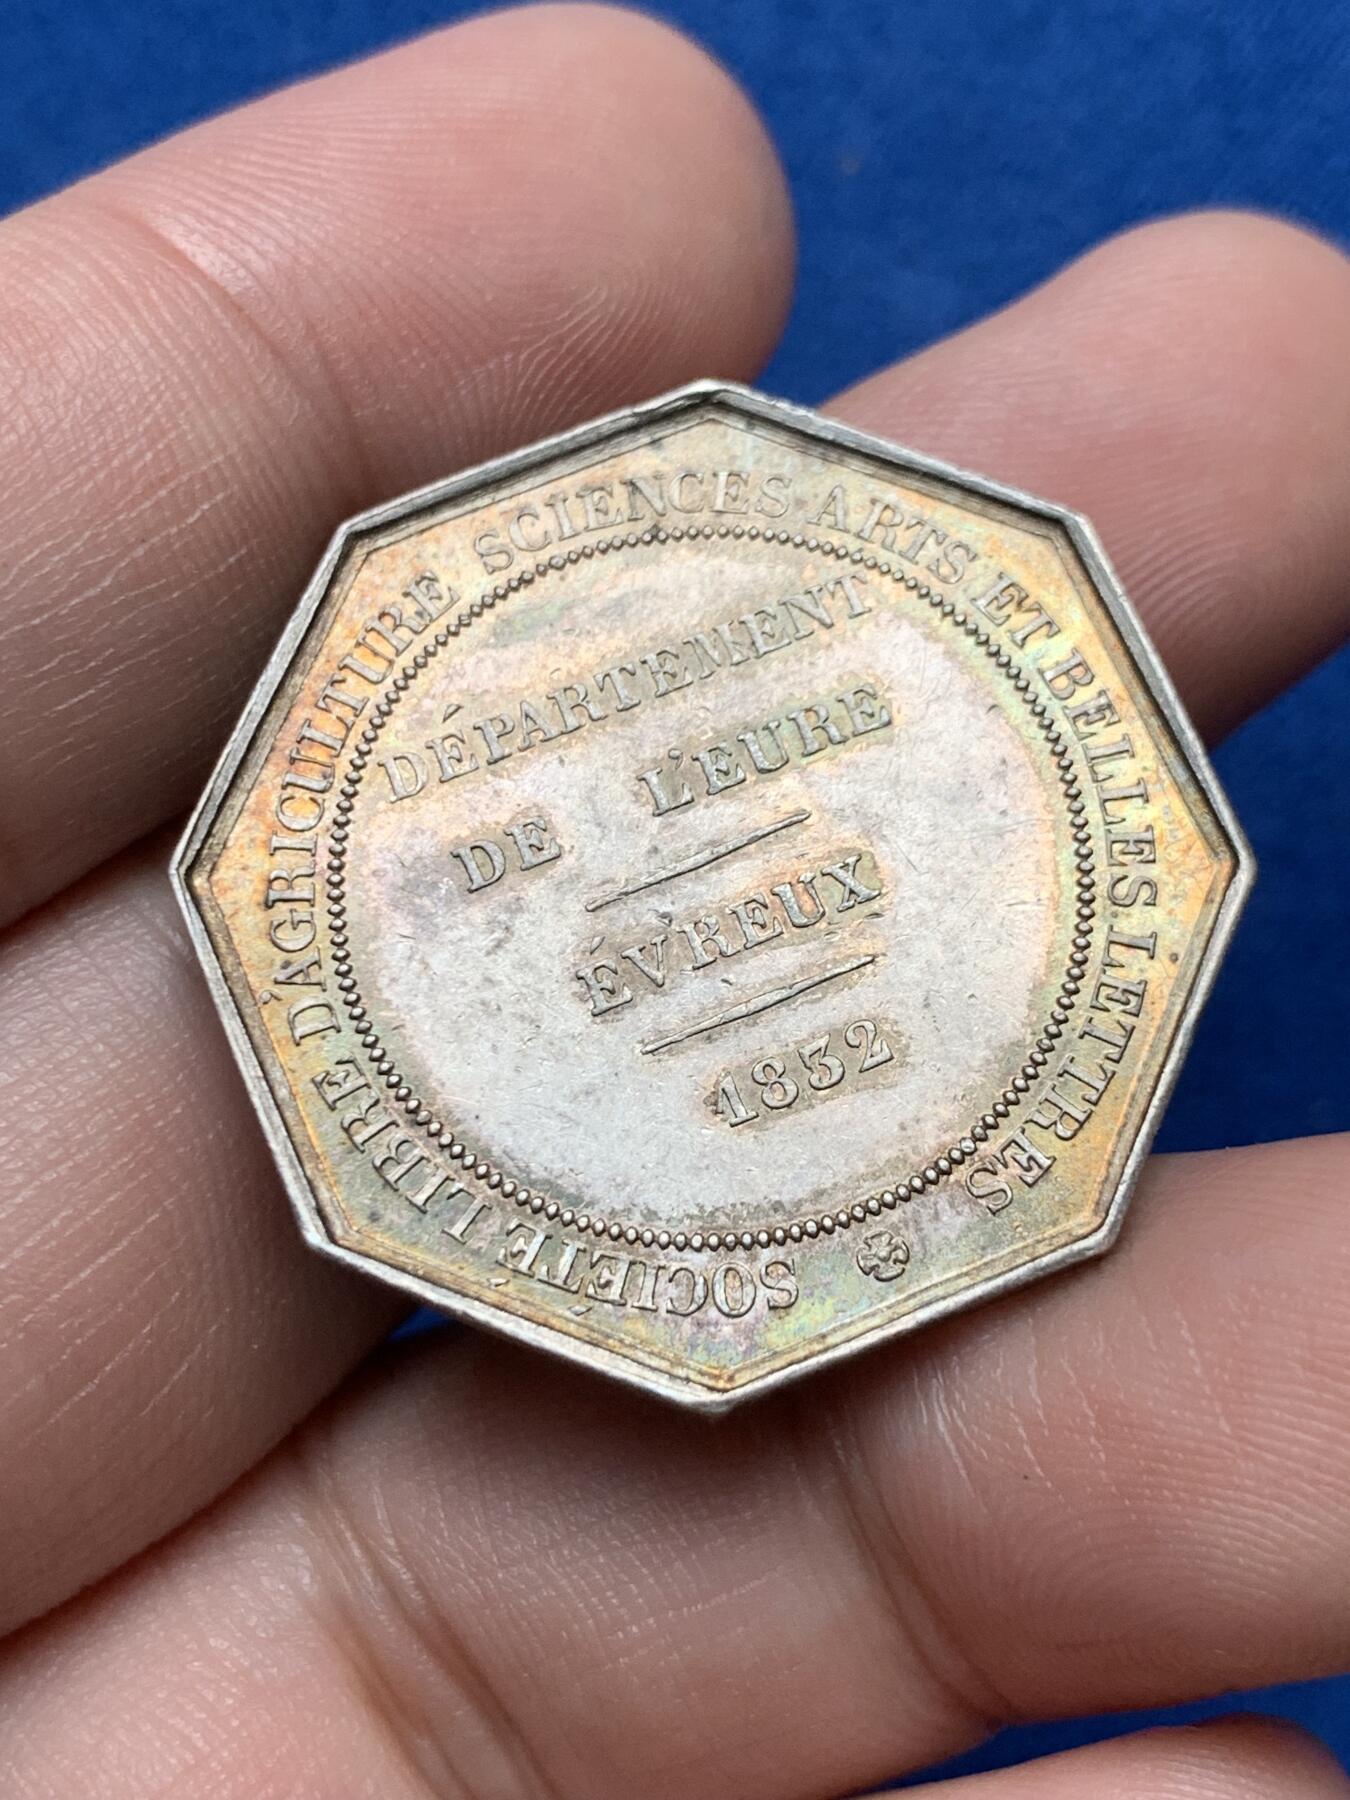 SOCIÉTÉ LIBRE D'AGRICULTURE SCIENCES ARTS ET BELLES LETTRES
DÉPARTEMENT
DE L'EURE
ÉVREUX
1832